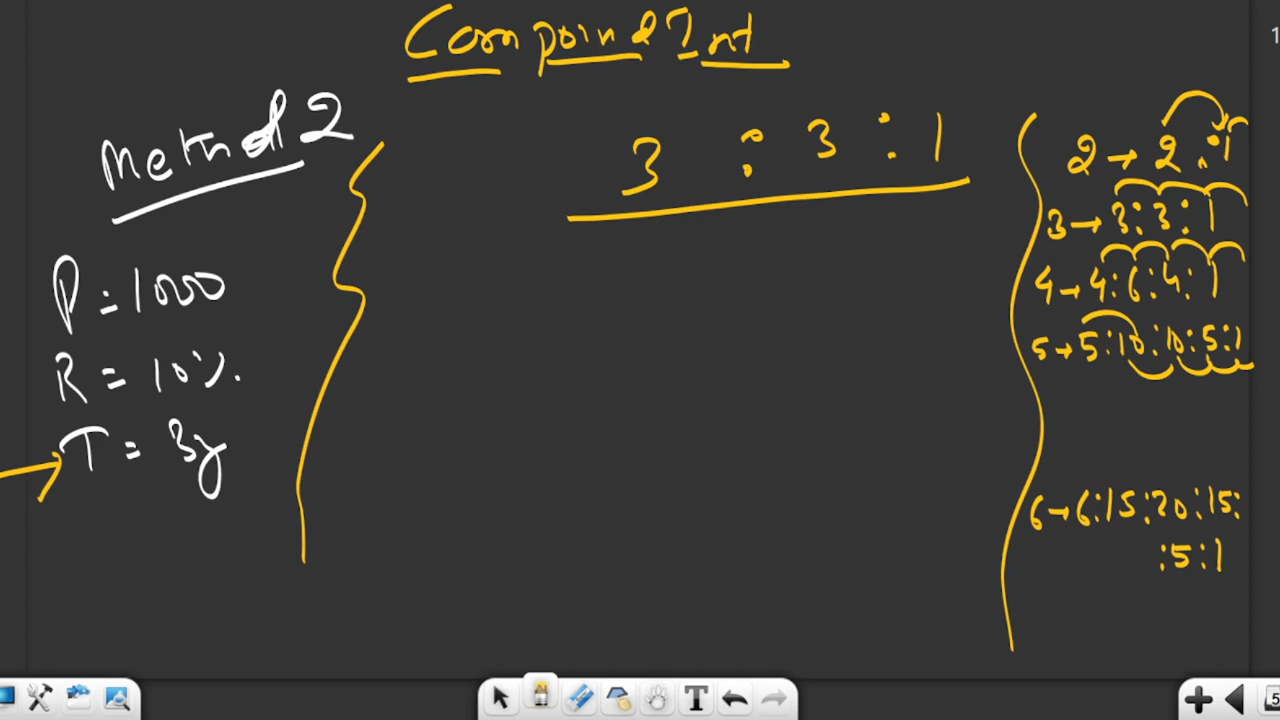 Compoind Int
Method 2
P = 1000
R = 10%.
T = 3y
3 : 3 : 1
2 → 2 : 1
3 → 3 : 3 : 1
4 → 4 : 6 : 4 : 1
5 → 5 : 10 : 10 : 5 : 1
6 → 6 : 15 : 20 : 15 :
: 5 : 1